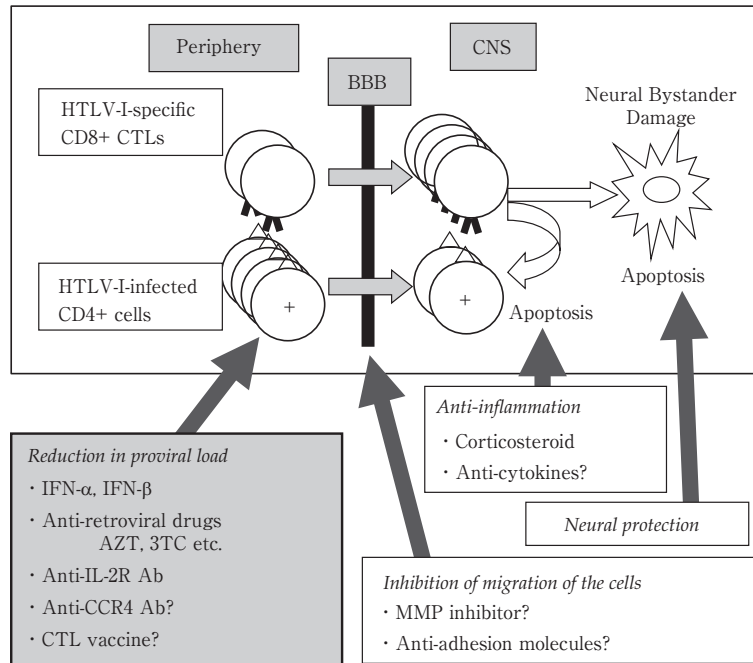 Periphery
CNS
BBB
HTLV-I-specific
CD8+ CTLs
Neural Bystander
Damage
HTLV-I-infected
CD4+ cells
+
+
Apoptosis
Apoptosis
Reduction in proviral load
・IFN-α, IFN-β
・Anti-retroviral drugs
AZT, 3TC etc.
・Anti-IL-2R Ab
・Anti-CCR4 Ab?
・CTL vaccine?
Anti-inflammation
・Corticosteroid
・Anti-cytokines?
Neural protection
Inhibition of migration of the cells
・MMP inhibitor?
・Anti-adhesion molecules?